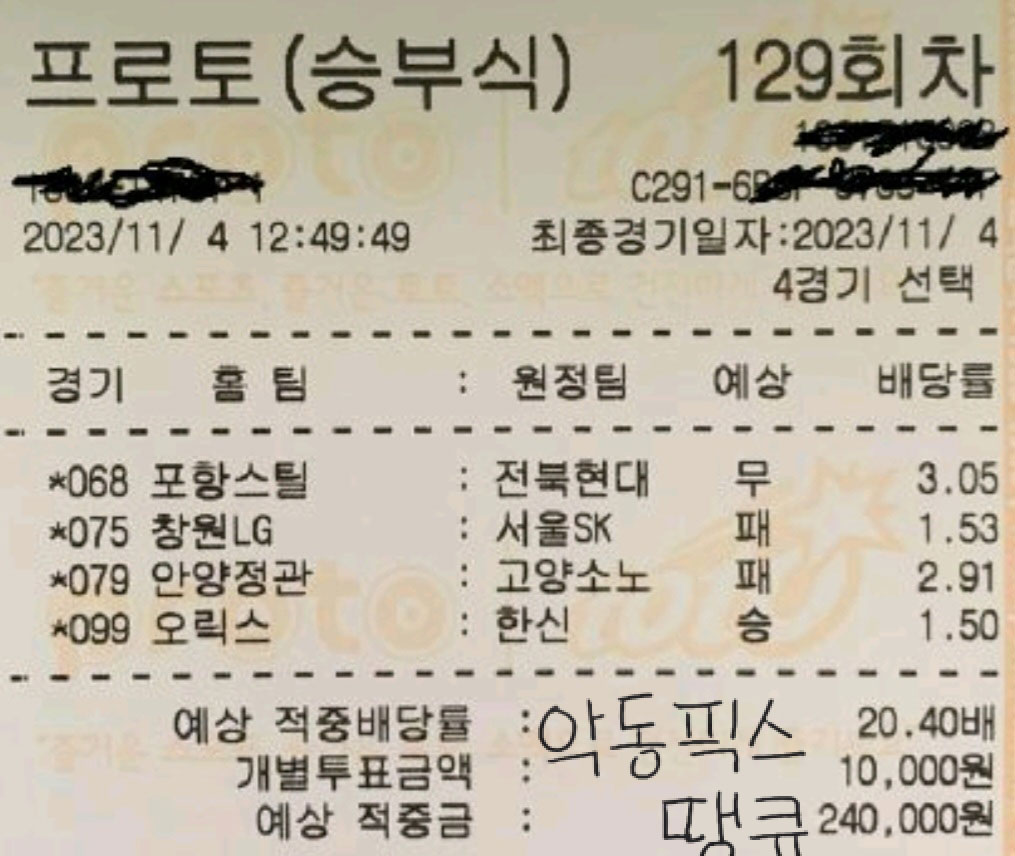 프로토(승부식) 129회차
C291-6
2023/11/ 4 12:49:49 최종경기일자:2023/11/ 4
4경기 선택
경기 홈 팀 : 원정팀 예상 배당률
*068 포항스틸 : 전북현대 무 3.05
*075 창원LG : 서울SK 패 1.53
*079 안양정관 : 고양소노 패 2.91
*099 오릭스 : 한신 승 1.50
예상 적중배당률 : 악동픽스 20.40배
개별투표금액 : 10,000원
예상 적중금 : 땡큐 240,000원